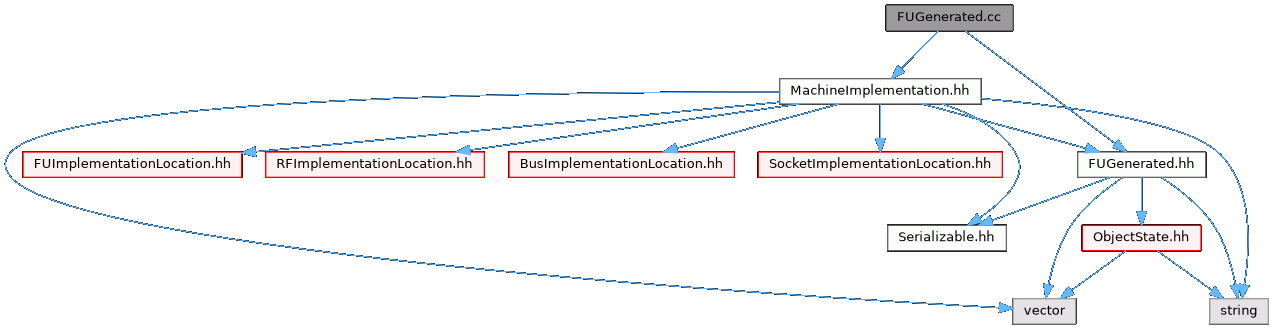 FUGenerated.cc
MachineImplementation.hh
FUImplementationLocation.hh
RFImplementationLocation.hh
BusImplementationLocation.hh
SocketImplementationLocation.hh
FUGenerated.hh
Serializable.hh
ObjectState.hh
vector
string